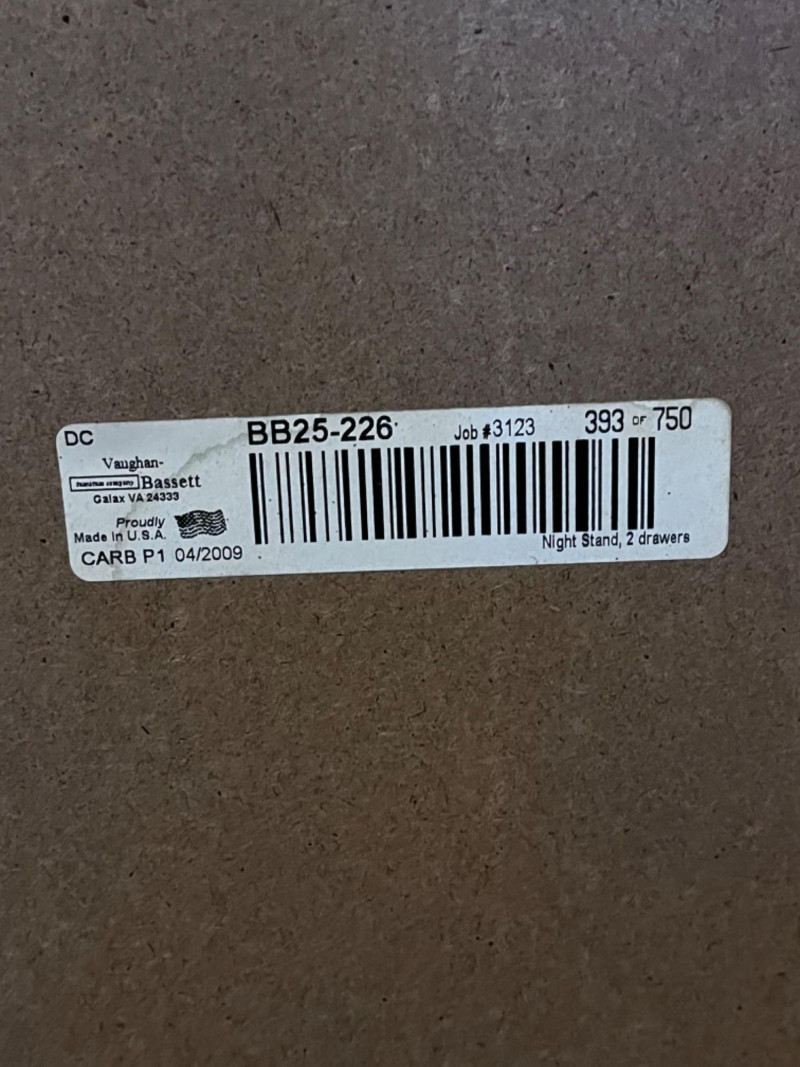 DC
BB25-226
Job #3123
393 OF 750
Vaughan-
Bassett
Galax VA 24333
Proudly
Made In U.S.A.
CARB P1 04/2009
Night Stand, 2 drawers